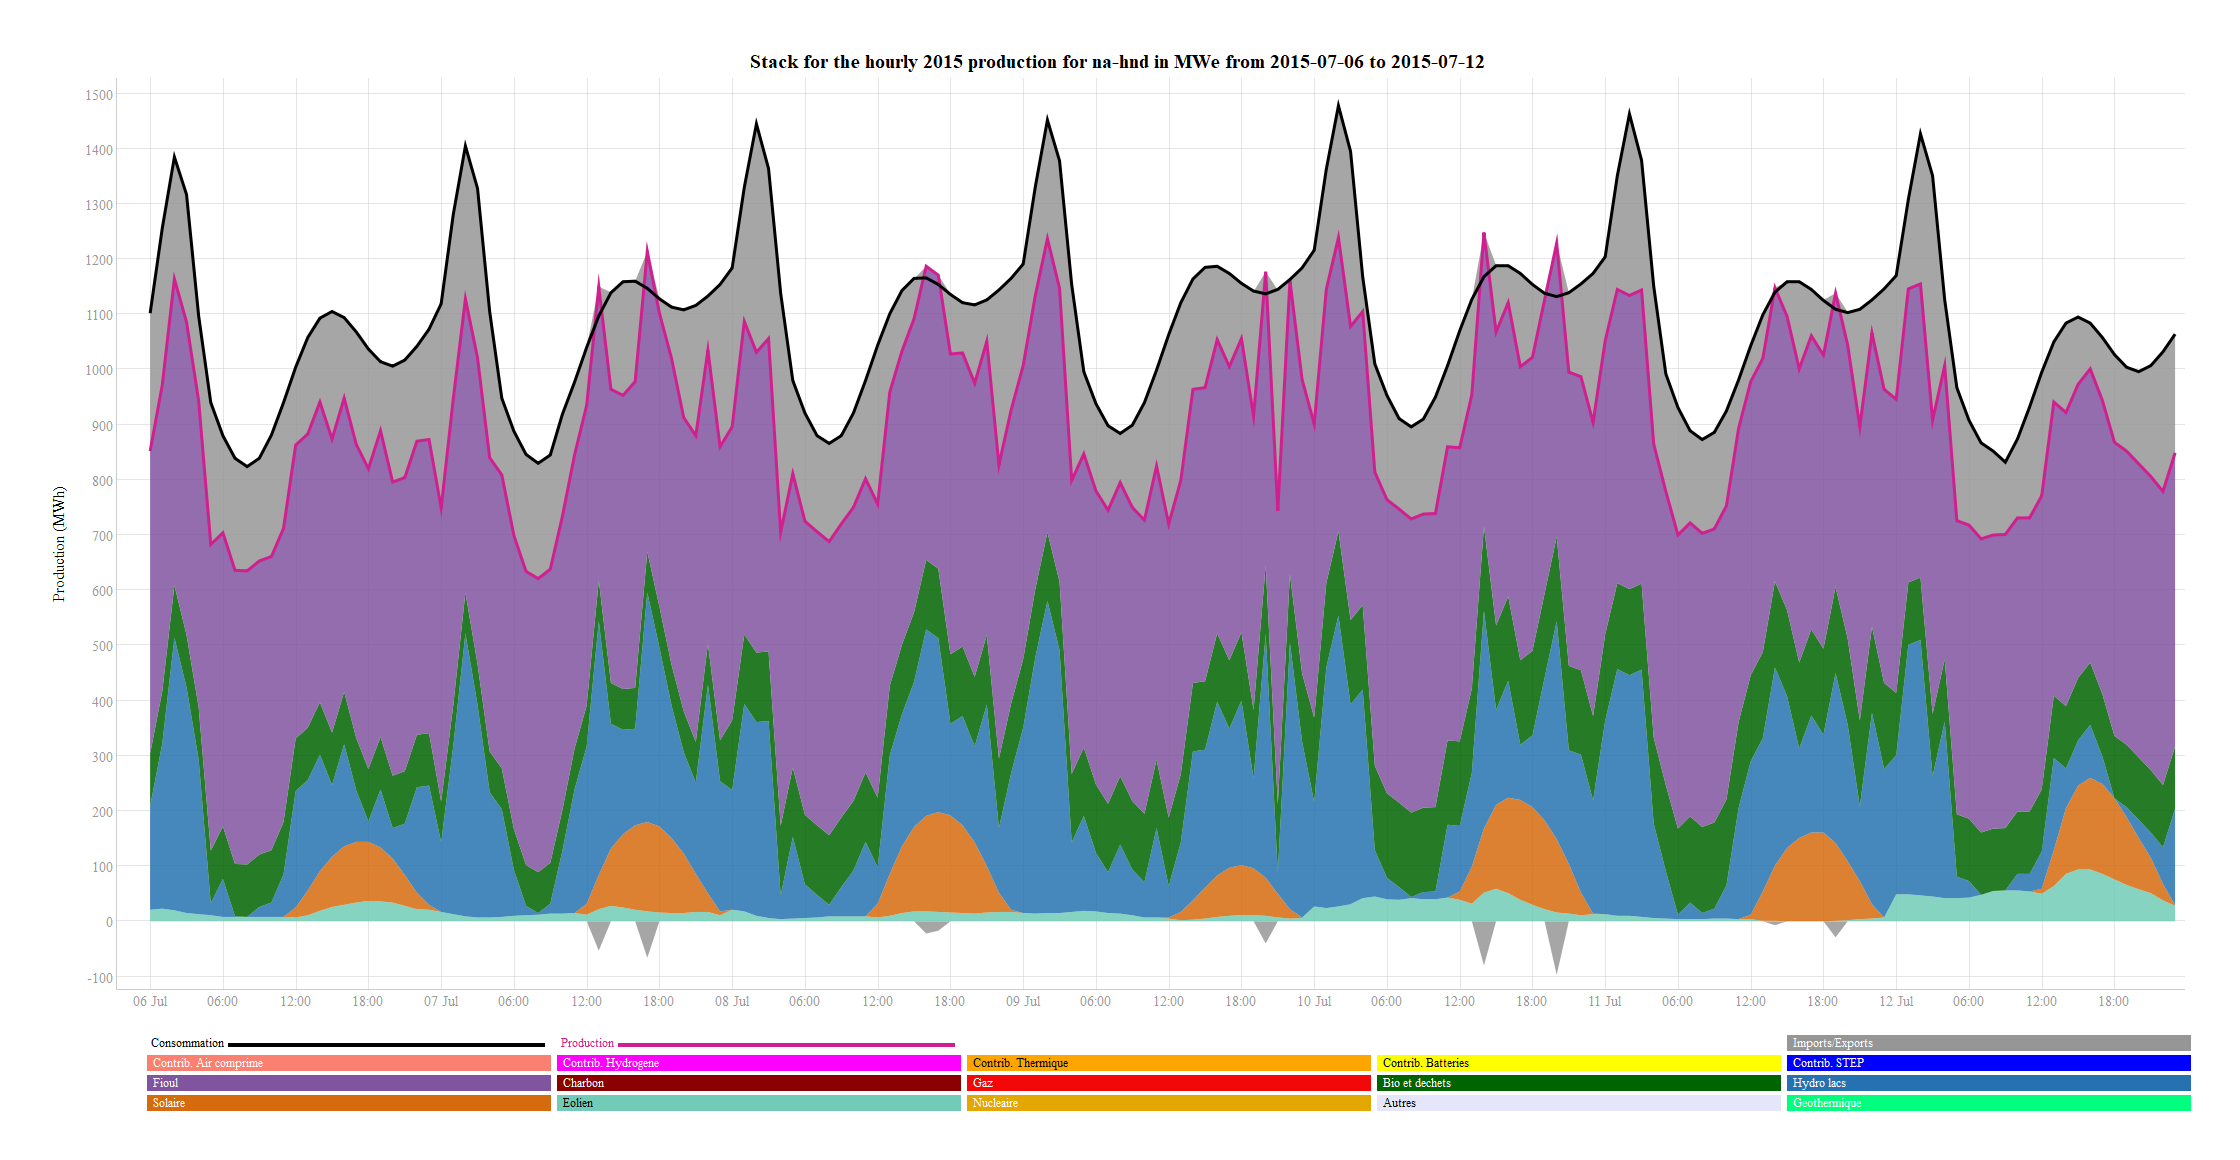 Stack for the hourly 2015 production for na-hnd in MWe from 2015-07-06 to 2015-07-12
1500
1400
1300
1200
1100
1000
900
800
700
600
500
400
300
200
100
0
-100
Production (MWh)
06 Jul 06:00 12:00 18:00 07 Jul 06:00 12:00 18:00 08 Jul 06:00 12:00 18:00 09 Jul 06:00 12:00 18:00 10 Jul 06:00 12:00 18:00 11 Jul 06:00 12:00 18:00 12 Jul 06:00 12:00 18:00
Consommation Production Imports/Exports
Contrib. Air comprime Contrib. Hydrogene Contrib. Thermique Contrib. Batteries Contrib. STEP
Fioul Charbon Gaz Bio et dechets Hydro lacs
Solaire Eolien Nucleaire Autres Geothermique